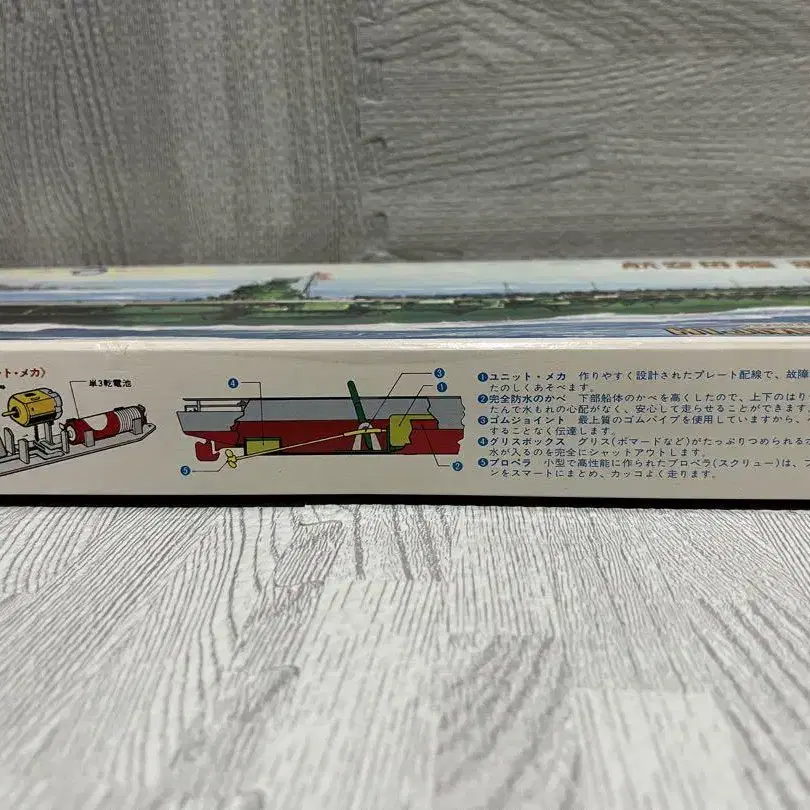 ット・メカ》
単3乾電池
④
③
①
⑤
②
①ユニット・メカ 作りやすく設計されたプレート配線で、故障
たのしくあそべます。
②完全防水のかべ 下部船体のかべを高くしたので、上下のはり
たんで水もれの心配がなく、安心して走らせることができます
③ゴムジョイント 最上質のゴムパイプを使用していますから、
することなく伝達します。
④グリスボックス グリス(ポマードなど)がたっぷりつめられる
水が入るのを完全にシャットアウトします。
⑤プロペラ 小型で高性能に作られたプロペラ(スクリュー)は、
ンをスマートにまとめ、カッコよく走ります。